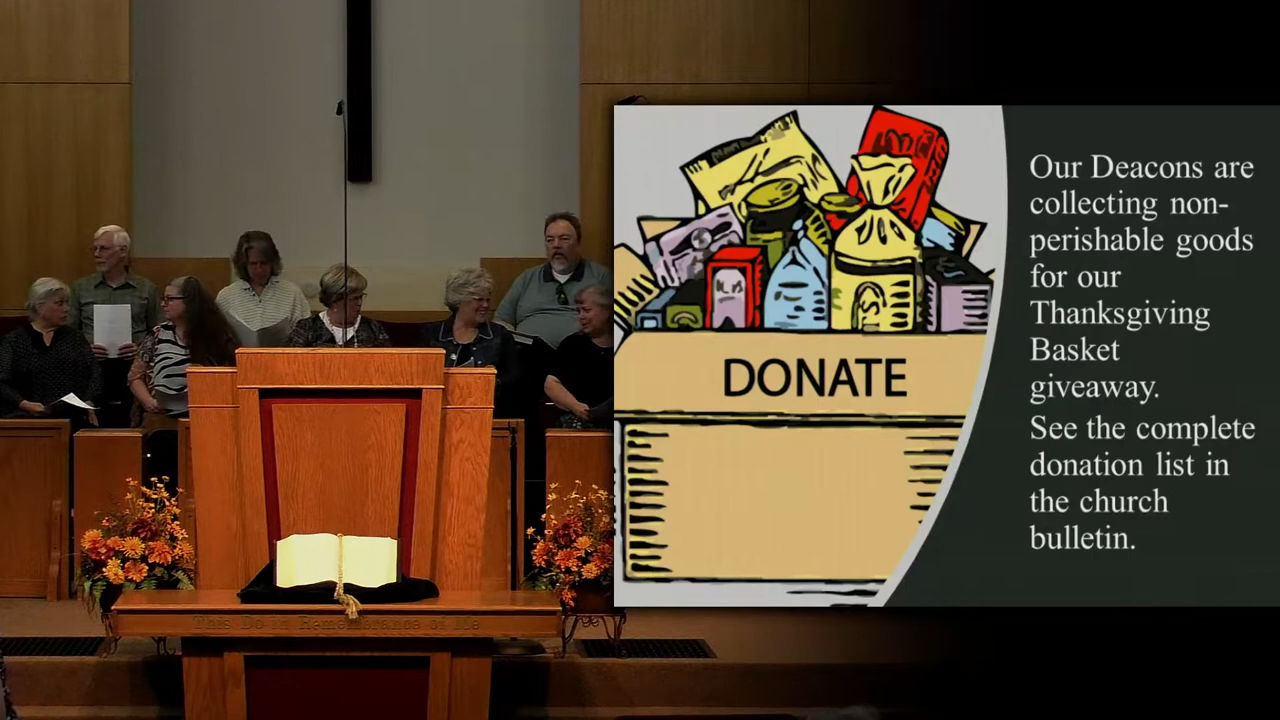 Our Deacons are
collecting non-
perishable goods
for our
Thanksgiving
Basket
giveaway.
See the complete
donation list in
the church
bulletin.
DONATE
This Do in Remembrance of Me